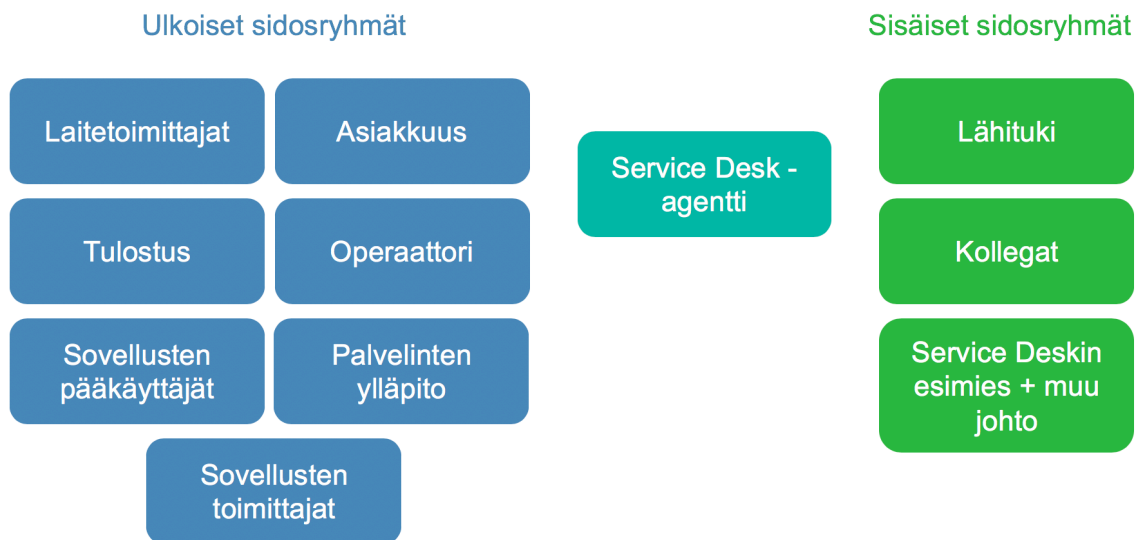 Ulkoiset sidosryhmät
Sisäiset sidosryhmät
Laitetoimittajat
Asiakkuus
Service Desk -
agentti
Lähituki
Tulostus
Operaattori
Kollegat
Sovellusten
pääkäyttäjät
Palvelinten
ylläpito
Service Deskin
esimies + muu
johto
Sovellusten
toimittajat